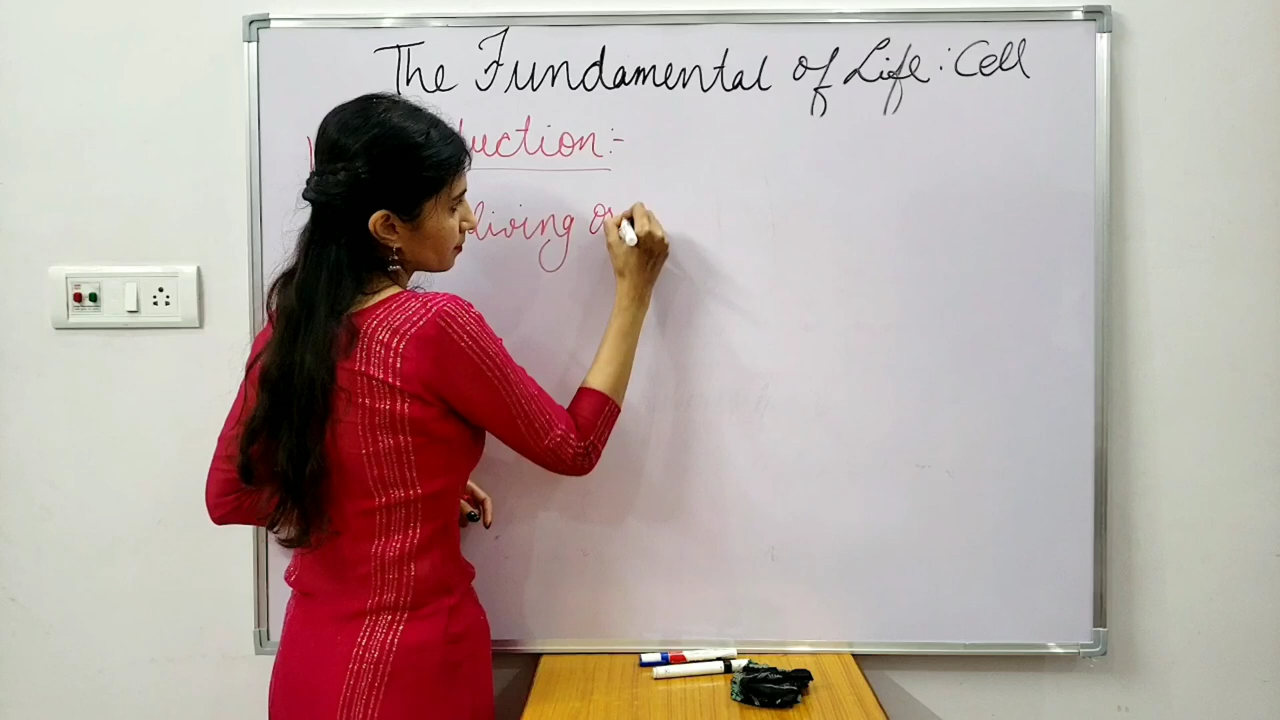 The Fundamental of Life : Cell
uction :-
living